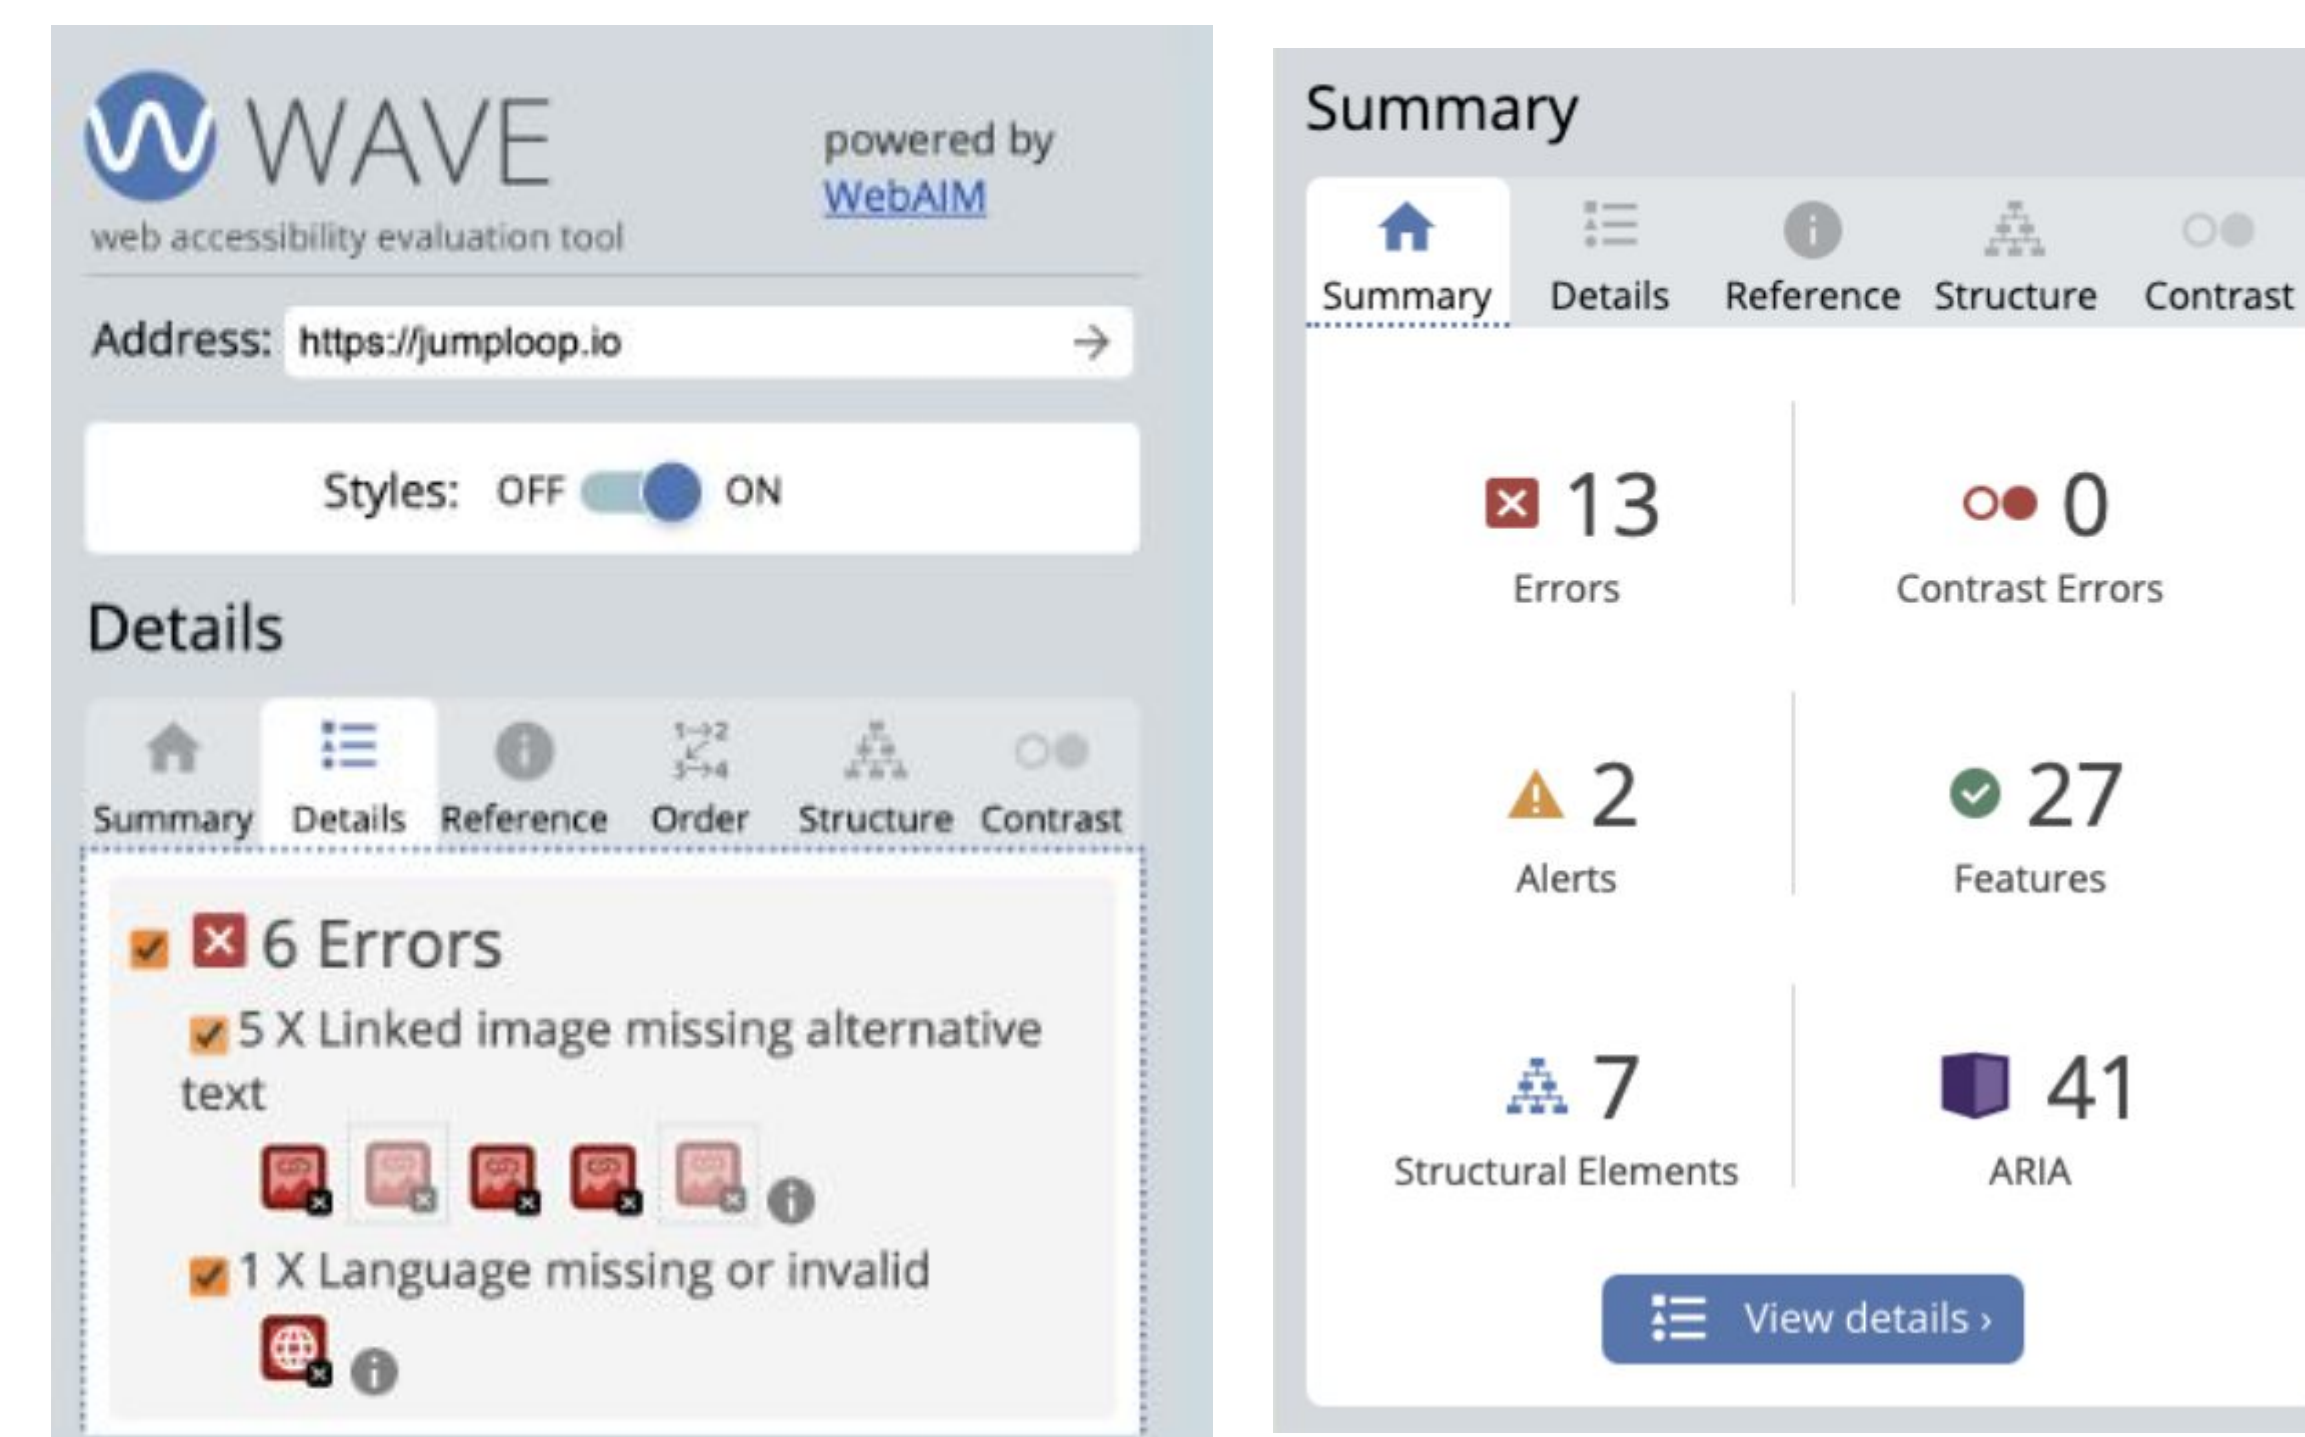 WAVE
powered by
WebAIM
web accessibility evaluation tool
Address: https://jumploop.io
Styles: OFF ON
Details
Summary Details Reference Order Structure Contrast
6 Errors
5 X Linked image missing alternative
text
1 X Language missing or invalid
Summary
Summary Details Reference Structure Contrast
13
Errors
0
Contrast Errors
2
Alerts
27
Features
7
Structural Elements
41
ARIA
View details ›